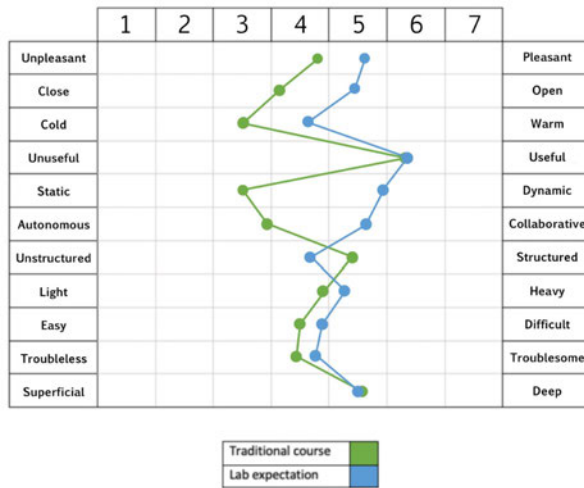 1 2 3 4 5 6 7
Unpleasant Pleasant
Close Open
Cold Warm
Unuseful Useful
Static Dynamic
Autonomous Collaborative
Unstructured Structured
Light Heavy
Easy Difficult
Troubleless Troublesome
Superficial Deep
Traditional course
Lab expectation